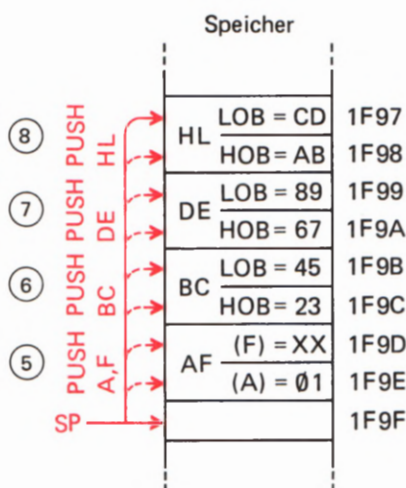 Speicher
8 PUSH HL HL LOB = CD 1F97
HOB = AB 1F98
7 PUSH DE DE LOB = 89 1F99
HOB = 67 1F9A
6 PUSH BC BC LOB = 45 1F9B
HOB = 23 1F9C
5 PUSH A,F AF (F) = XX 1F9D
(A) = Ø1 1F9E
SP 1F9F